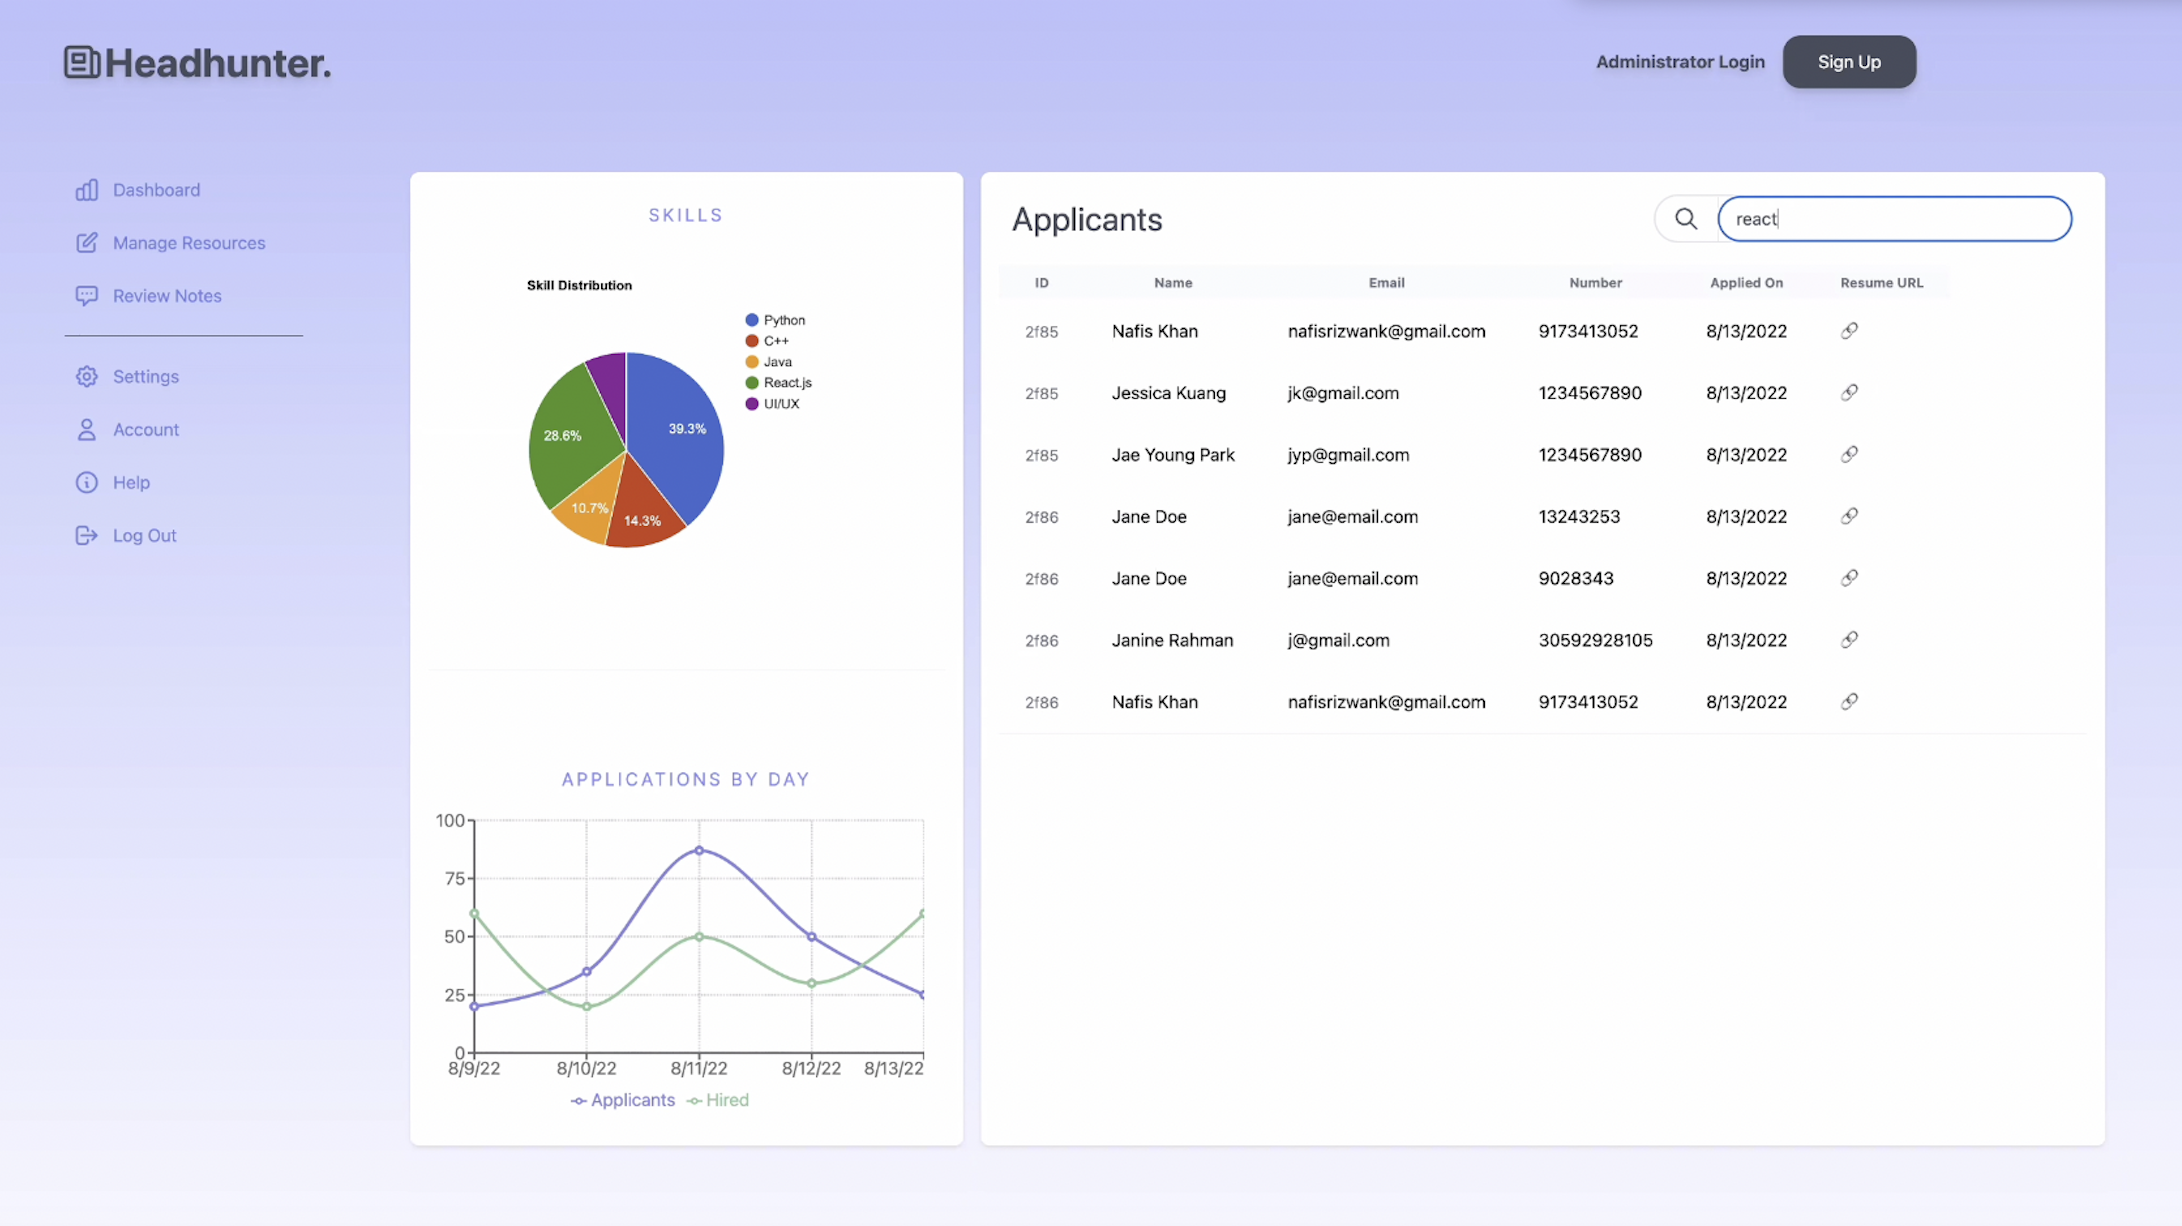 Headhunter.
Administrator Login
Sign Up
Dashboard
Manage Resources
Review Notes
Settings
Account
Help
Log Out
SKILLS
Skill Distribution
Python
C++
Java
React.js
UI/UX
39.3%
28.6%
10.7%
14.3%
APPLICATIONS BY DAY
100
75
50
25
0
8/9/22 8/10/22 8/11/22 8/12/22 8/13/22
Applicants Hired
Applicants
react
ID Name Email Number Applied On Resume URL
2f85 Nafis Khan nafisrizwank@gmail.com 9173413052 8/13/2022
2f85 Jessica Kuang jk@gmail.com 1234567890 8/13/2022
2f85 Jae Young Park jyp@gmail.com 1234567890 8/13/2022
2f86 Jane Doe jane@email.com 13243253 8/13/2022
2f86 Jane Doe jane@email.com 9028343 8/13/2022
2f86 Janine Rahman j@gmail.com 30592928105 8/13/2022
2f86 Nafis Khan nafisrizwank@gmail.com 9173413052 8/13/2022